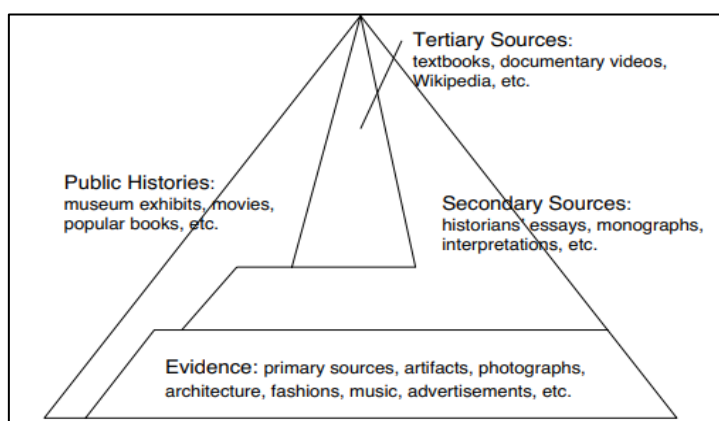 Tertiary Sources:
textbooks, documentary videos,
Wikipedia, etc.
Public Histories:
museum exhibits, movies,
popular books, etc.
Secondary Sources:
historians' essays, monographs,
interpretations, etc.
Evidence: primary sources, artifacts, photographs,
architecture, fashions, music, advertisements, etc.